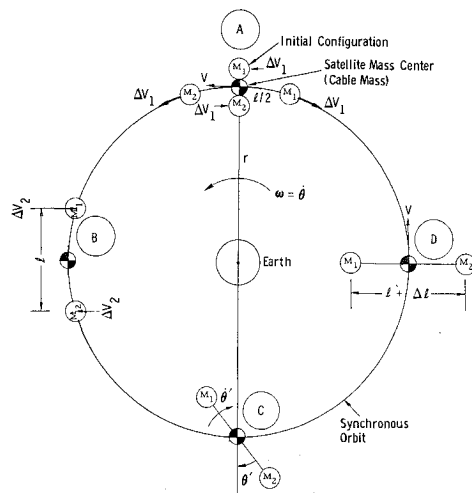 A
Initial Configuration
M₁
ΔV₁
Satellite Mass Center
(Cable Mass)
V
ΔV₁
M₂
ΔV₁
M₂
ℓ/2
M₁
ΔV₁
r
ω = θ̇
ΔV₂
M₁
V
ℓ
B
Earth
M₁
D
M₂
ΔV₂
M₂
ℓ + Δℓ
M₁
θ̇′
C
Synchronous
Orbit
θ′
M₂